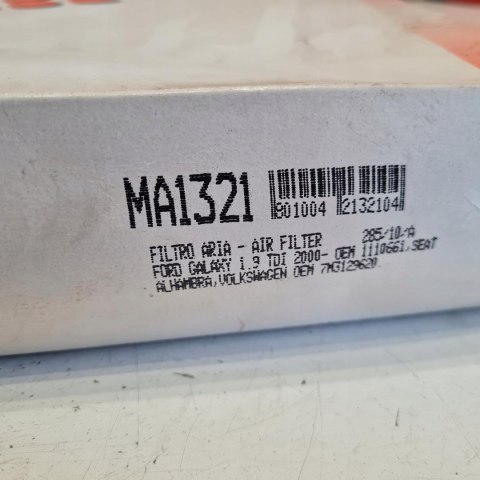 MA1321
801004 2132104
FILTRO ARIA - AIR FILTER 285/10/A
FORD GALAXY 1.9 TDI 2000- OEM 1110661,SEAT
ALHAMBRA,VOLKSWAGEN OEM 7M3129620